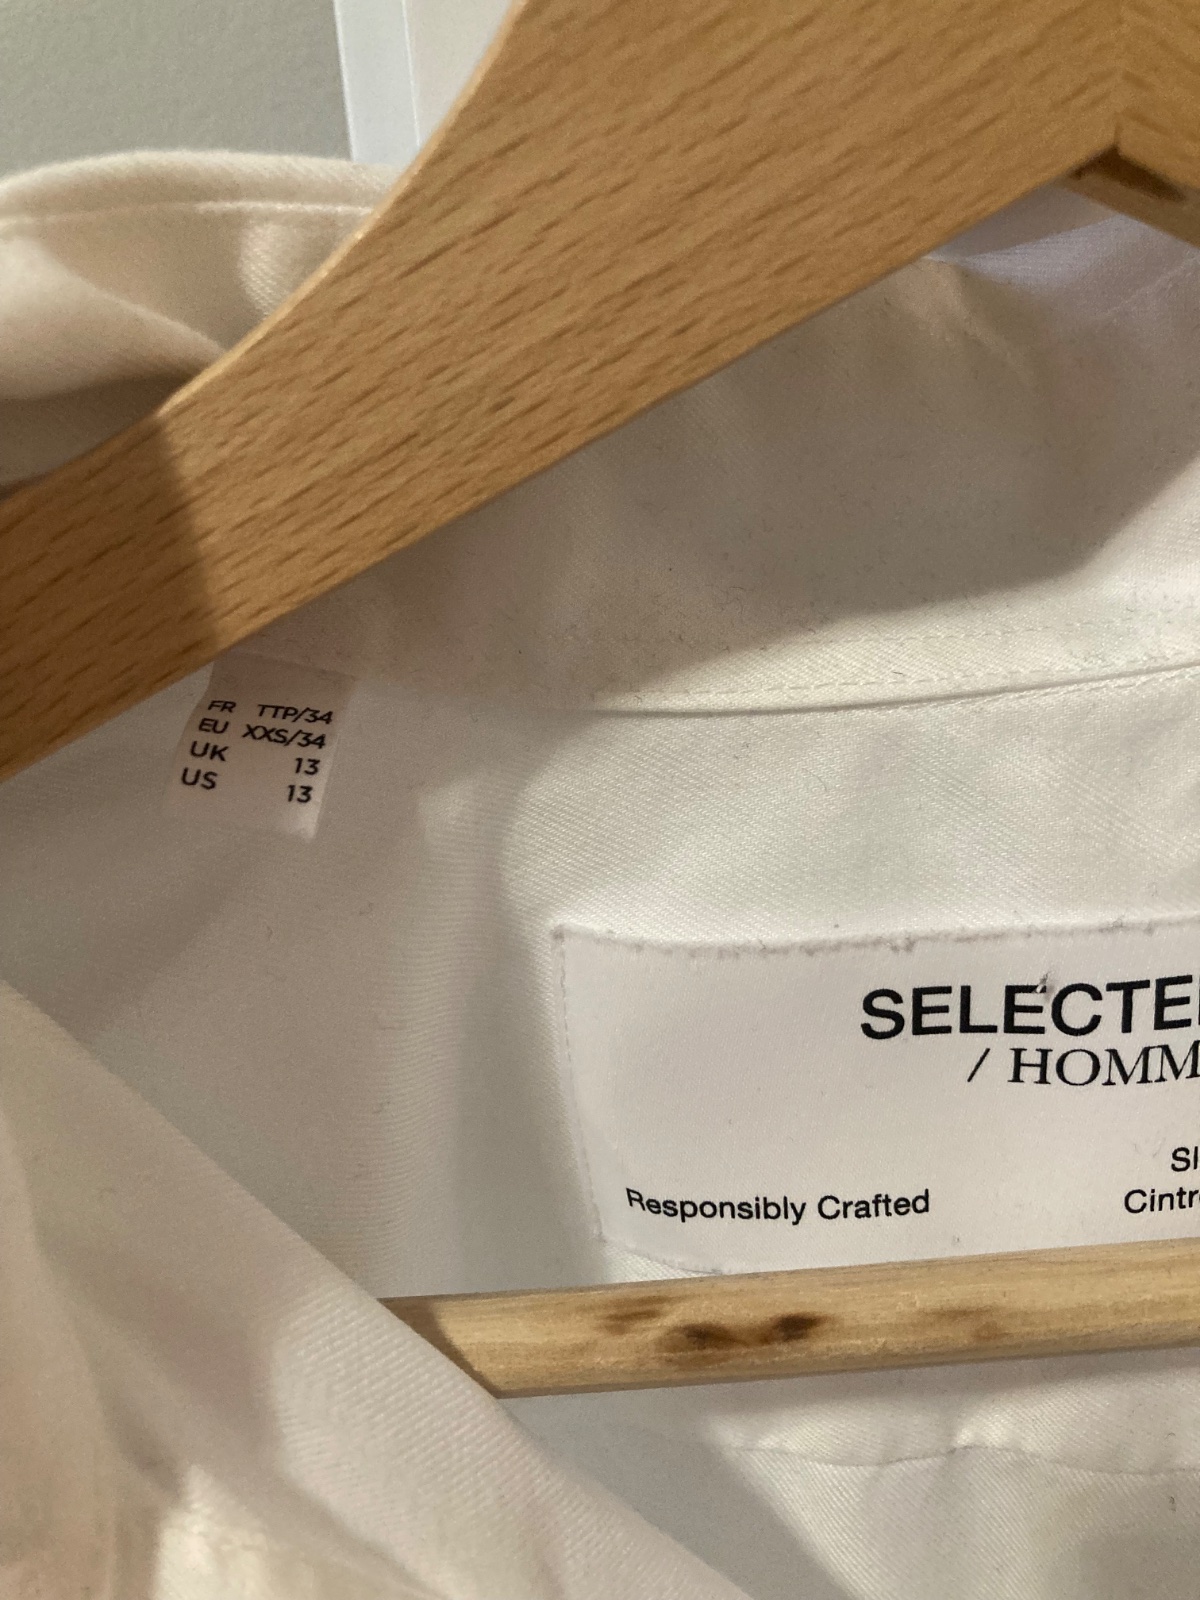 FR TTP/34
EU XXS/34
UK 13
US 13
SELECTE
/ HOMM
Responsibly Crafted
Sl
Cintr